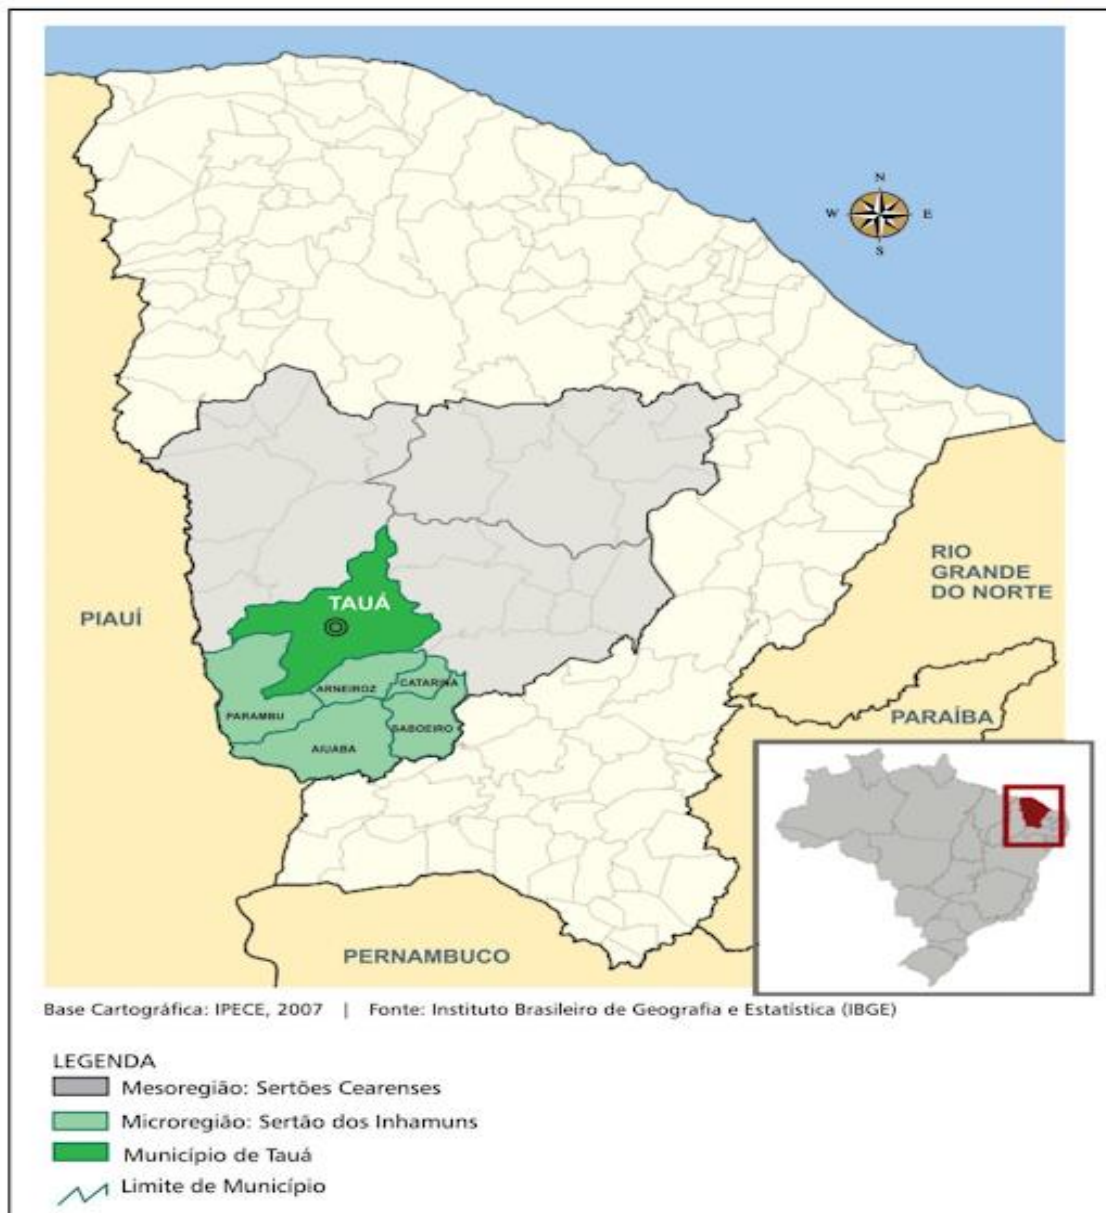 N
W E
S
RIO
GRANDE
DO NORTE
TAUÁ
PIAUÍ
CATARINA
ARNEIROZ
PARAMBU
SABOEIRO
PARAÍBA
AIUABA
PERNAMBUCO
Base Cartográfica: IPECE, 2007 | Fonte: Instituto Brasileiro de Geografia e Estatistica (IBGE)
LEGENDA
Mesoregião: Sertões Cearenses
Microregião: Sertão dos Inhamuns
Município de Tauá
Limite de Município